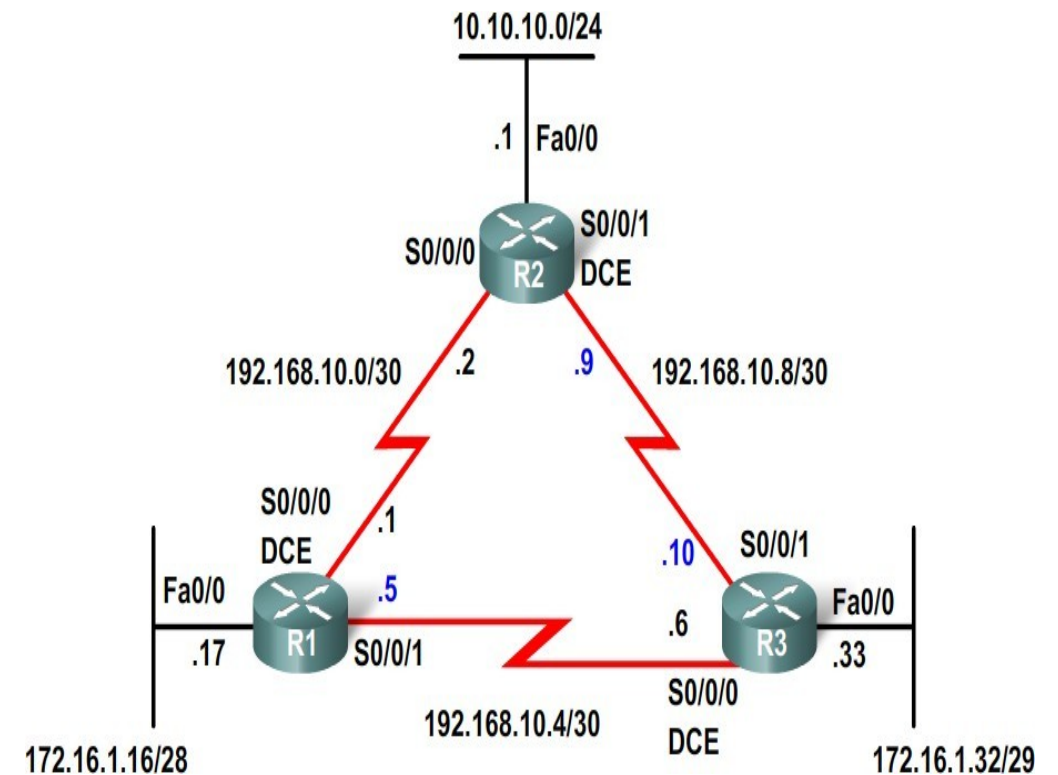 10.10.10.0/24
.1
Fa0/0
S0/0/0
S0/0/1
DCE
R2
192.168.10.0/30
.2
.9
192.168.10.8/30
S0/0/0
DCE
.1
.10
S0/0/1
Fa0/0
.5
.6
Fa0/0
.17
R1
S0/0/1
R3
.33
S0/0/0
DCE
192.168.10.4/30
172.16.1.16/28
172.16.1.32/29